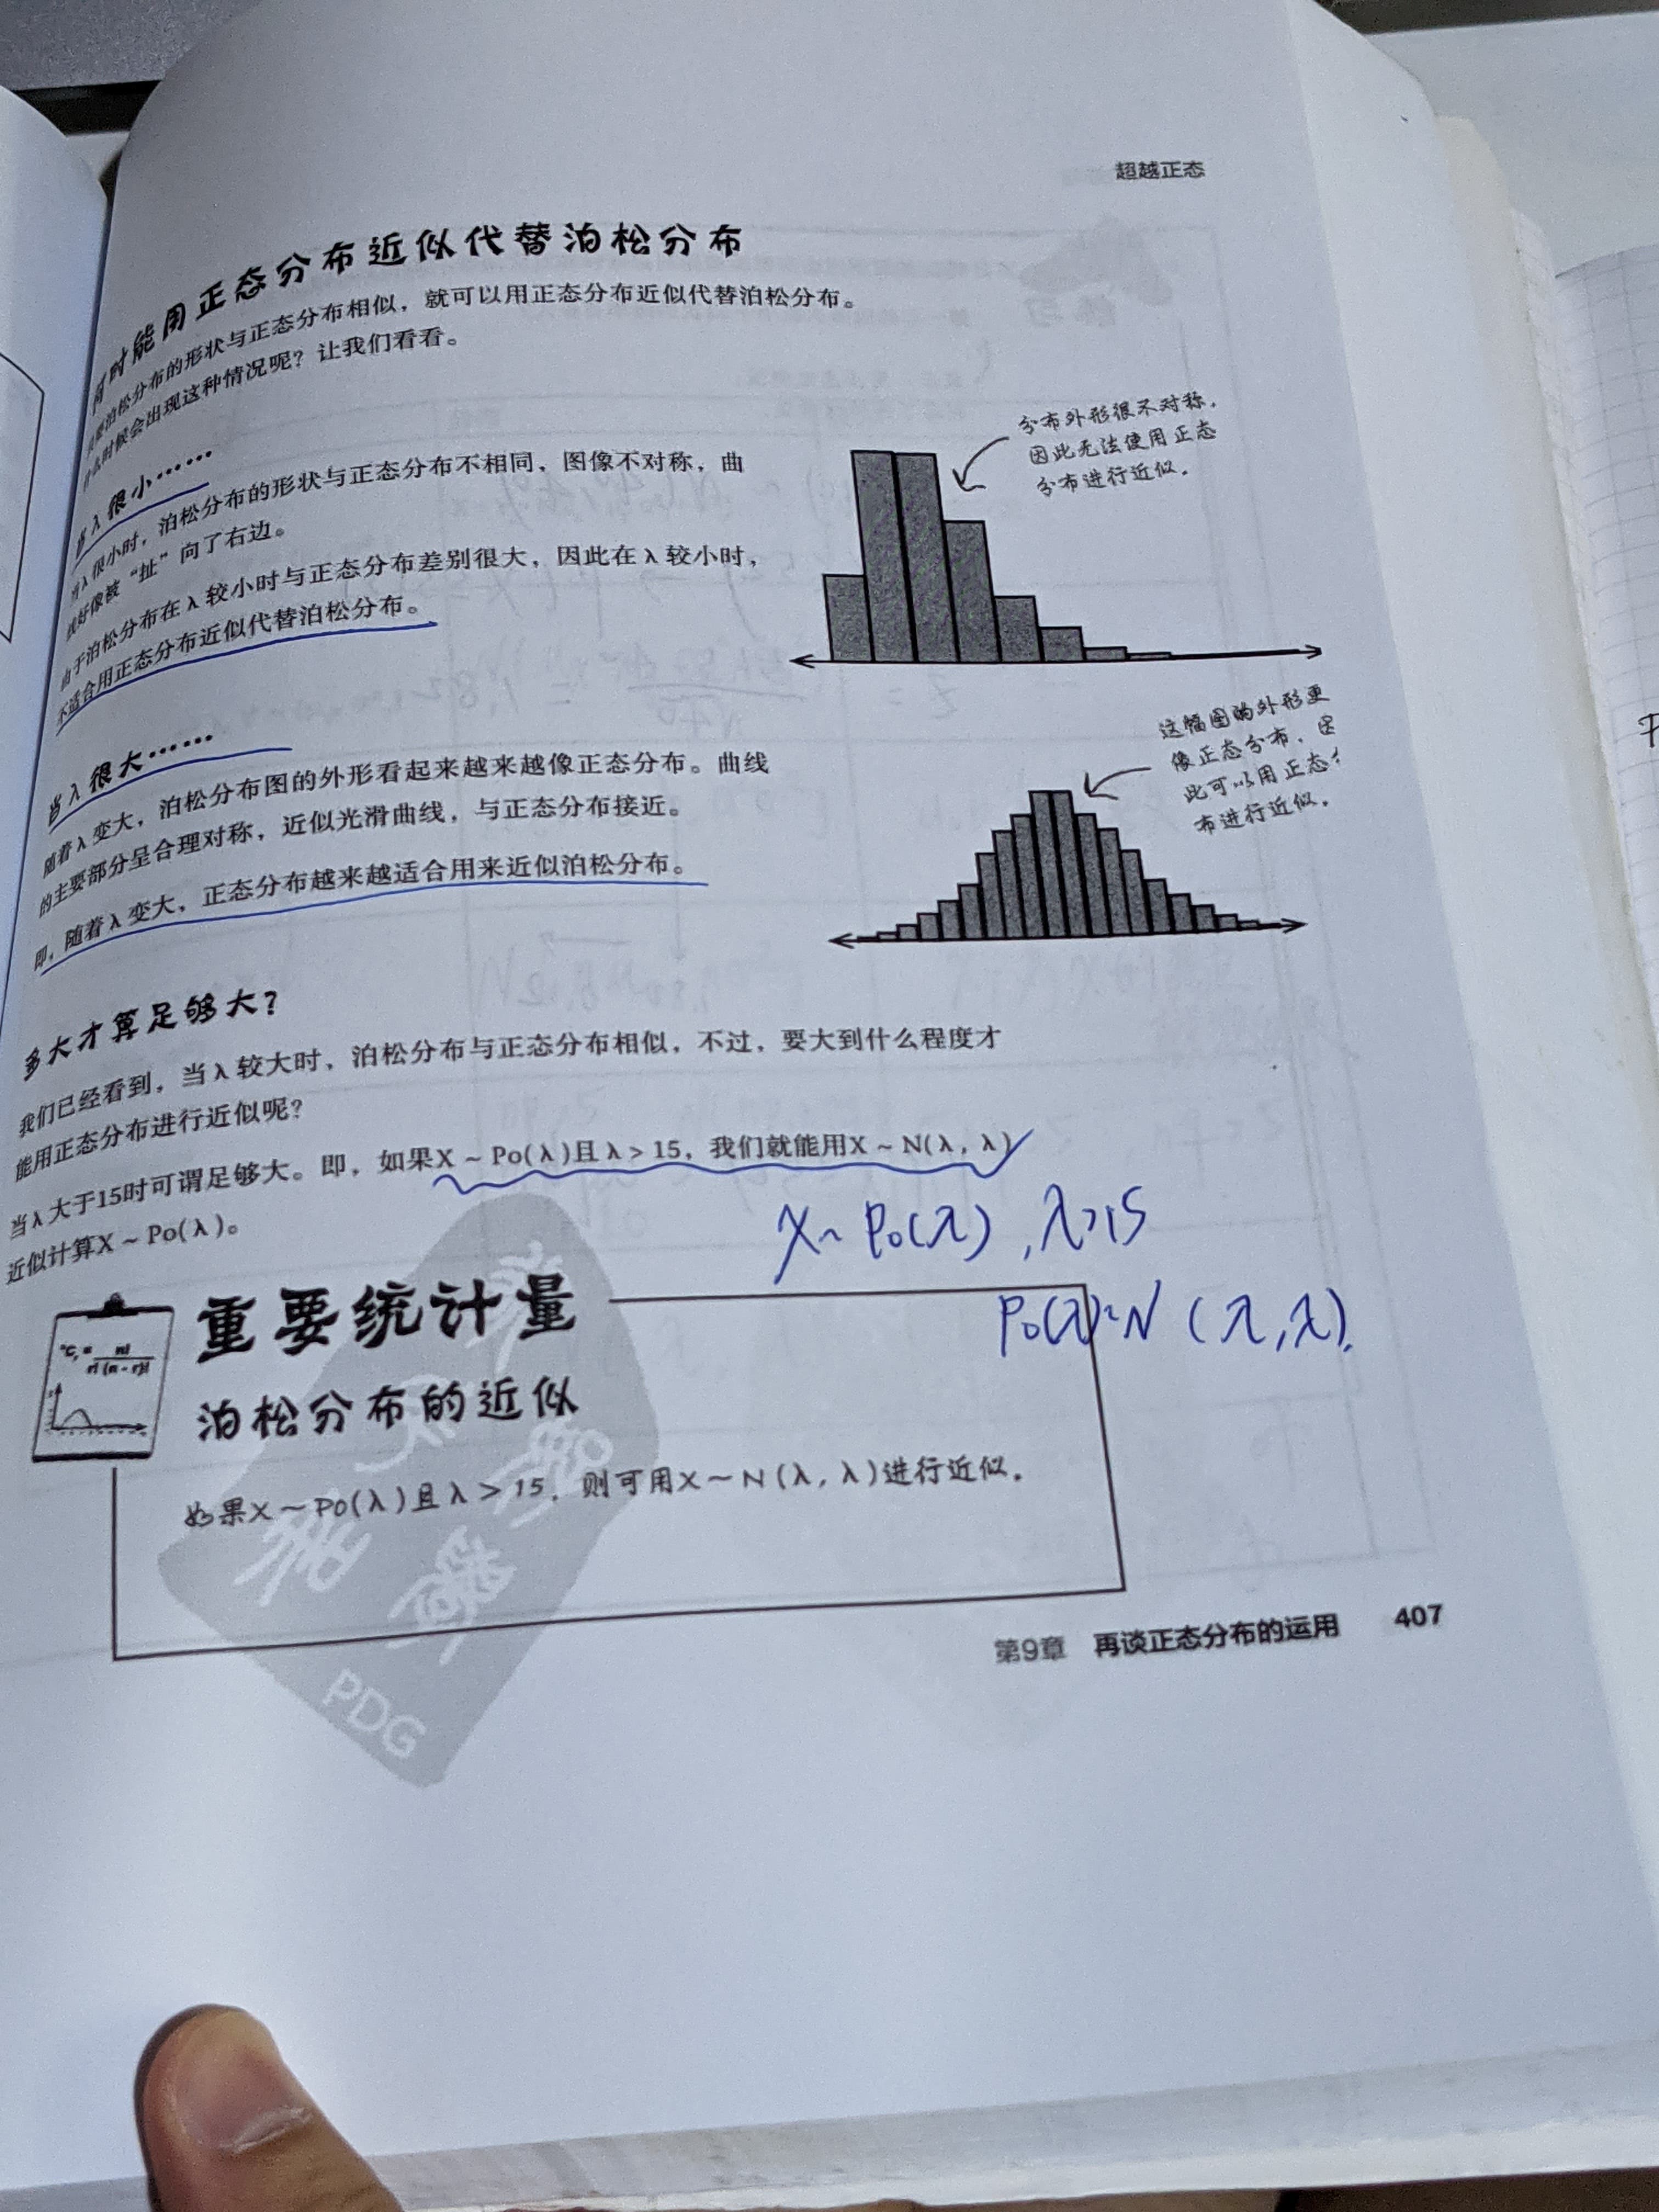 超越正态
何时能用正态分布近似代替泊松分布
只要泊松分布的形状与正态分布相似，就可以用正态分布近似代替泊松分布。
什么时候会出现这种情况呢？让我们看看。
当λ很小……
当λ很小时，泊松分布的形状与正态分布不相同，图像不对称，曲
线好像被“扯”向了右边。
由于泊松分布在λ较小时与正态分布差别很大，因此在λ较小时，
不适合用正态分布近似代替泊松分布。
分布外形很不对称，
因此无法使用正态
分布进行近似。
当λ很大……
随着λ变大，泊松分布图的外形看起来越来越像正态分布。曲线
的主要部分呈合理对称，近似光滑曲线，与正态分布接近。
即，随着λ变大，正态分布越来越适合用来近似泊松分布。
这幅图的外形更
像正态分布，因
此可以用正态分
布进行近似。
多大才算足够大？
我们已经看到，当λ较大时，泊松分布与正态分布相似，不过，要大到什么程度才
能用正态分布进行近似呢？
当λ大于15时可谓足够大。即，如果X ~ Po(λ)且λ > 15，我们就能用X ~ N(λ, λ)
近似计算X ~ Po(λ)。
X ~ Po(λ) , λ>15
Po(λ)~N (λ,λ).
重要统计量
泊松分布的近似
如果X ~ Po(λ)且λ > 15，则可用X ~ N(λ, λ)进行近似。
PDG
第9章 再谈正态分布的运用 407